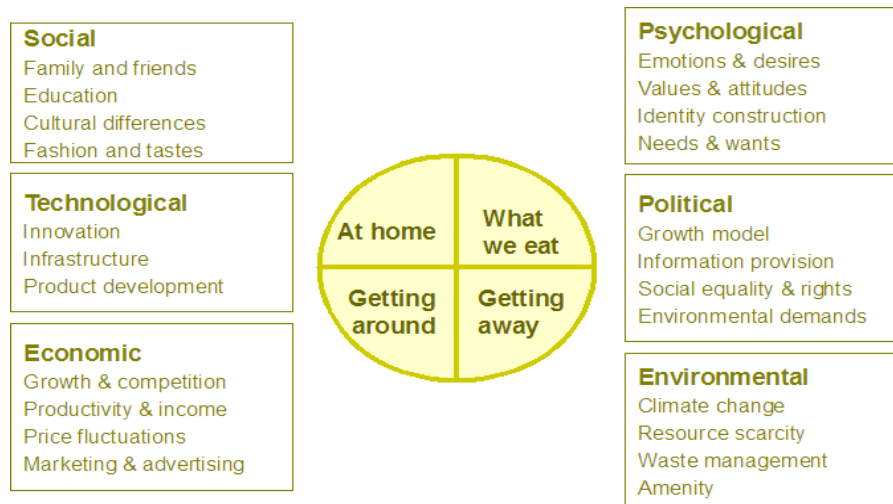 Social
Family and friends
Education
Cultural differences
Fashion and tastes
Technological
Innovation
Infrastructure
Product development
Economic
Growth & competition
Productivity & income
Price fluctuations
Marketing & advertising
At home
What
we eat
Getting
around
Getting
away
Psychological
Emotions & desires
Values & attitudes
Identity construction
Needs & wants
Political
Growth model
Information provision
Social equality & rights
Environmental demands
Environmental
Climate change
Resource scarcity
Waste management
Amenity